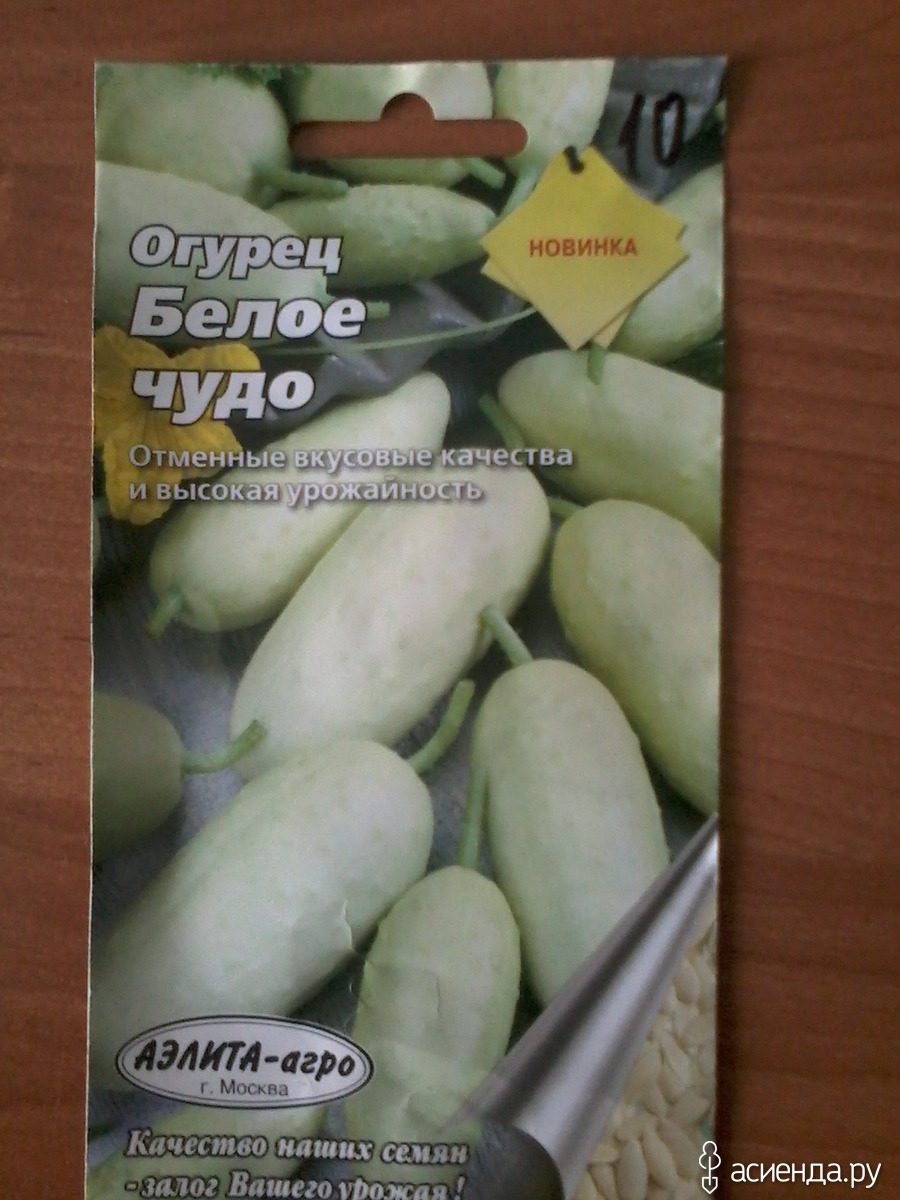 10
НОВИНКА
Огурец
Белое
чудо
Отменные вкусовые качества
и высокая урожайность
АЭЛИТА-агро
г. Москва
Качество наших семян
- залог Вашего урожая!
асиенда.ру